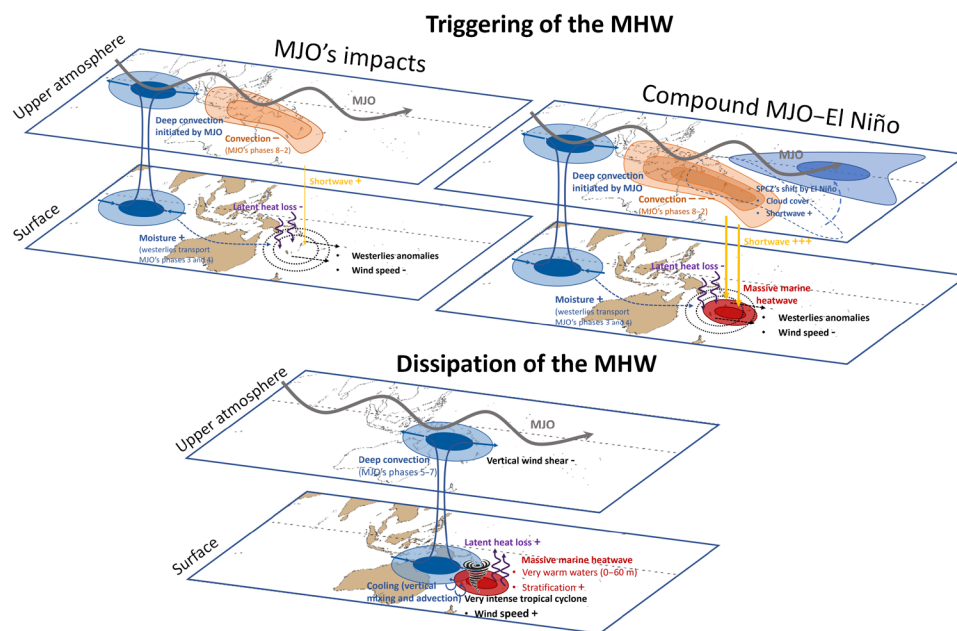 Triggering of the MHW
MJO's impacts
Upper atmosphere
MJO
Deep convection
initiated by MJO
Convection –
(MJO's phases 8–2)
Shortwave +
Surface
Latent heat loss -
Moisture +
(westerlies transport
MJO's phases 3 and 4)
• Westerlies anomalies
• Wind speed -
Compound MJO–El Niño
MJO
Deep convection
initiated by MJO
Convection – –
(MJO's phases 8–2)
SPCZ's shift by El Niño
• Cloud cover -
• Shortwave +
Shortwave +++
Latent heat loss -
Massive marine
heatwave
Moisture +
(westerlies transport
MJO's phases 3 and 4)
• Westerlies anomalies
• Wind speed -
Dissipation of the MHW
Upper atmosphere
MJO
Deep convection
(MJO's phases 5–7)
Vertical wind shear -
Surface
Latent heat loss +
Massive marine heatwave
• Very warm waters (0–60 m)
• Stratification +
Cooling (vertical
mixing and advection)
Very intense tropical cyclone
• Wind speed +